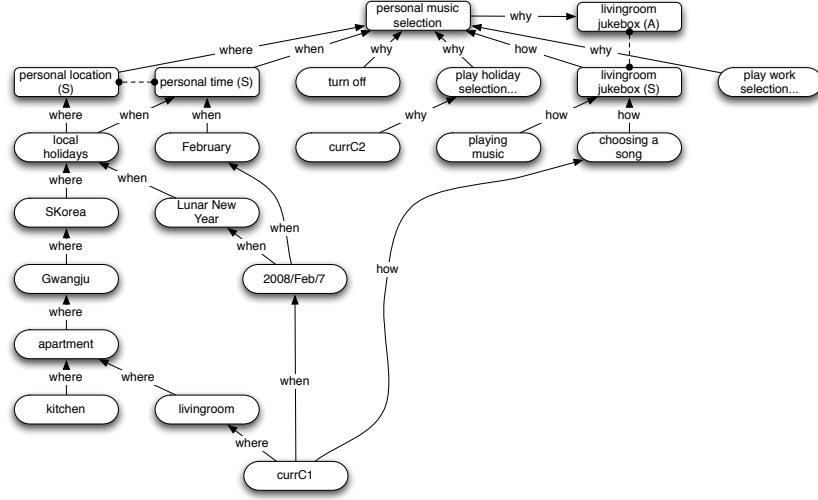 personal music
selection
why
livingroom
jukebox (A)
where
when
why
why
how
why
personal location
(S)
personal time (S)
turn off
play holiday
selection...
livingroom
jukebox (S)
play work
selection...
where
when
when
why
how
how
local
holidays
February
currC2
playing
music
choosing a
song
where
when
SKorea
Lunar New
Year
when
where
when
how
Gwangju
2008/Feb/7
where
apartment
where
where
when
kitchen
livingroom
where
currC1